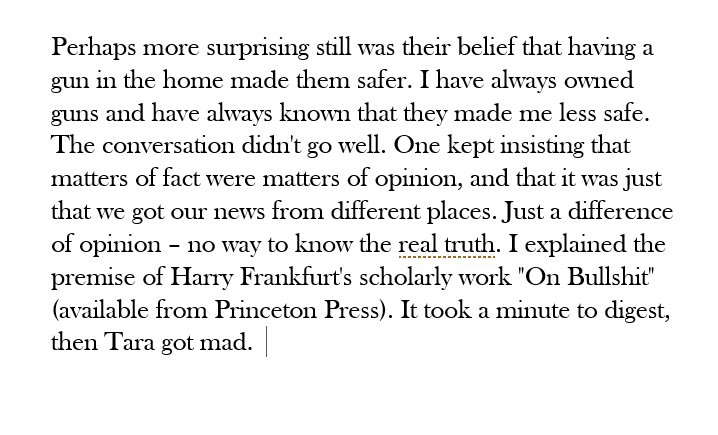 Perhaps more surprising still was their belief that having a
gun in the home made them safer. I have always owned
guns and have always known that they made me less safe.
The conversation didn't go well. One kept insisting that
matters of fact were matters of opinion, and that it was just
that we got our news from different places. Just a difference
of opinion – no way to know the real truth. I explained the
premise of Harry Frankfurt's scholarly work "On Bullshit"
(available from Princeton Press). It took a minute to digest,
then Tara got mad.